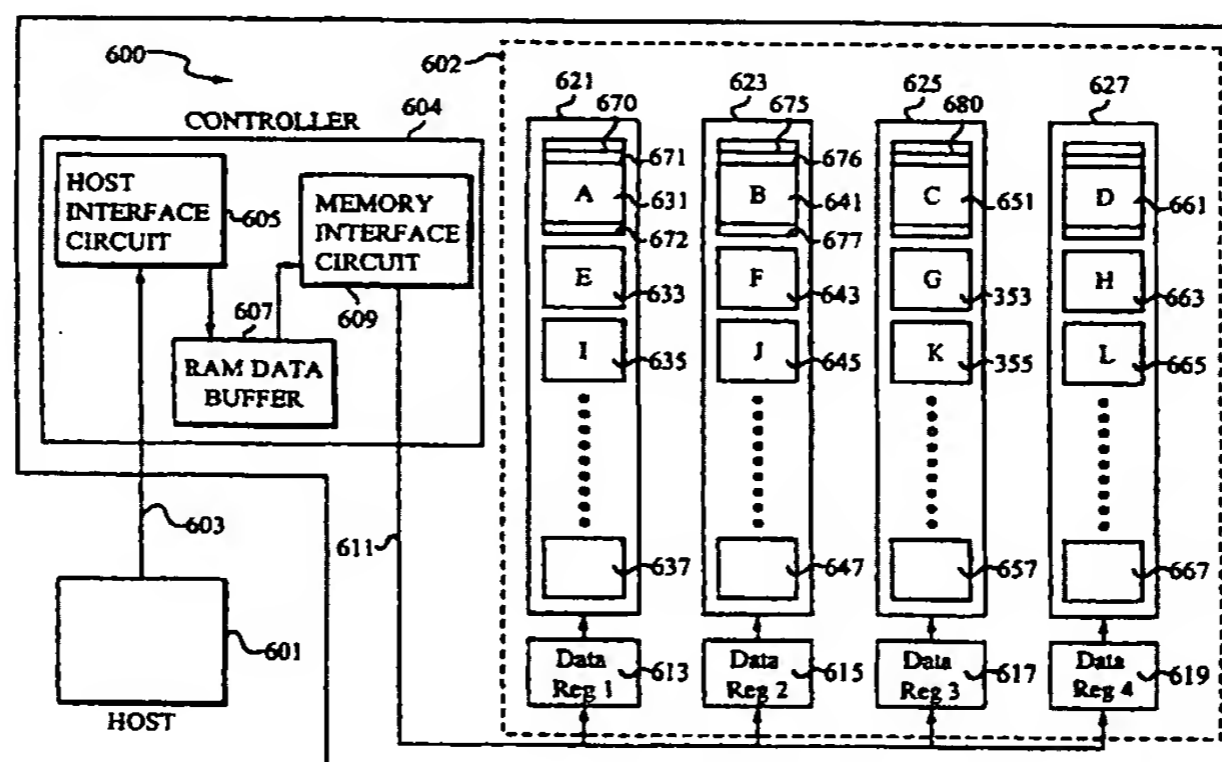 600
602
621
670
623
675
625
680
627
CONTROLLER
604
HOST
INTERFACE
CIRCUIT
605
MEMORY
INTERFACE
CIRCUIT
609
607
RAM DATA
BUFFER
671
A
631
672
676
B
641
677
C
651
D
661
E
633
F
643
G
353
H
663
I
635
J
645
K
355
L
665
603
611
637
647
657
667
601
HOST
Data
Reg 1
613
Data
Reg 2
615
Data
Reg 3
617
Data
Reg 4
619